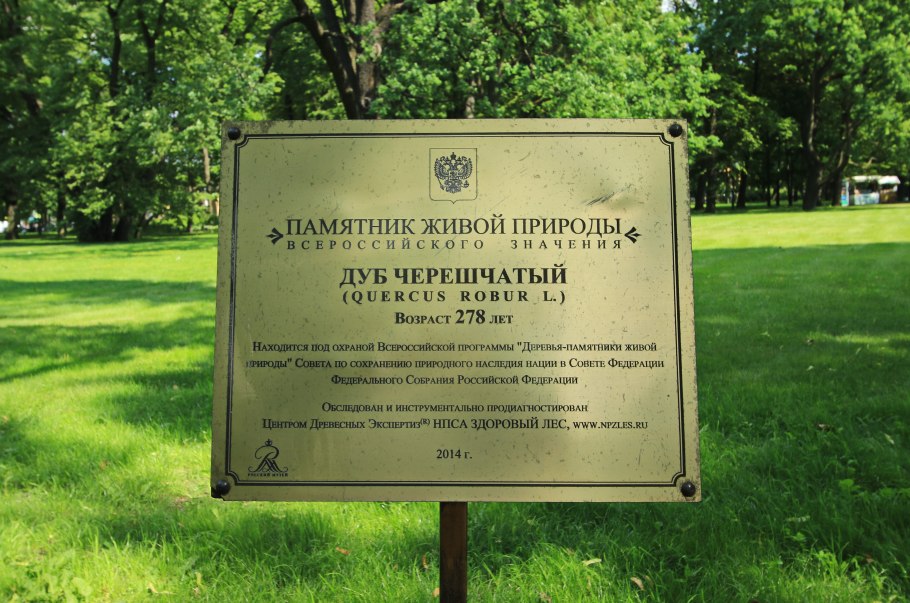 ПАМЯТНИК ЖИВОЙ ПРИРОДЫ
ВСЕРОССИЙСКОГО ЗНАЧЕНИЯ
ДУБ ЧЕРЕШЧАТЫЙ
(QUERCUS ROBUR L.)
ВОЗРАСТ 278 ЛЕТ
НАХОДИТСЯ ПОД ОХРАНОЙ ВСЕРОССИЙСКОЙ ПРОГРАММЫ "ДЕРЕВЬЯ-ПАМЯТНИКИ ЖИВОЙ
ПРИРОДЫ" СОВЕТА ПО СОХРАНЕНИЮ ПРИРОДНОГО НАСЛЕДИЯ НАЦИИ В СОВЕТЕ ФЕДЕРАЦИИ
ФЕДЕРАЛЬНОГО СОБРАНИЯ РОССИЙСКОЙ ФЕДЕРАЦИИ
ОБСЛЕДОВАН И ИНСТРУМЕНТАЛЬНО ПРОДИАГНОСТИРОВАН
ЦЕНТРОМ ДРЕВЕСНЫХ ЭКСПЕРТИЗ(R) НПСА ЗДОРОВЫЙ ЛЕС, WWW.NPZLES.RU
2014 г.
РУССКИЙ МУЗЕЙ